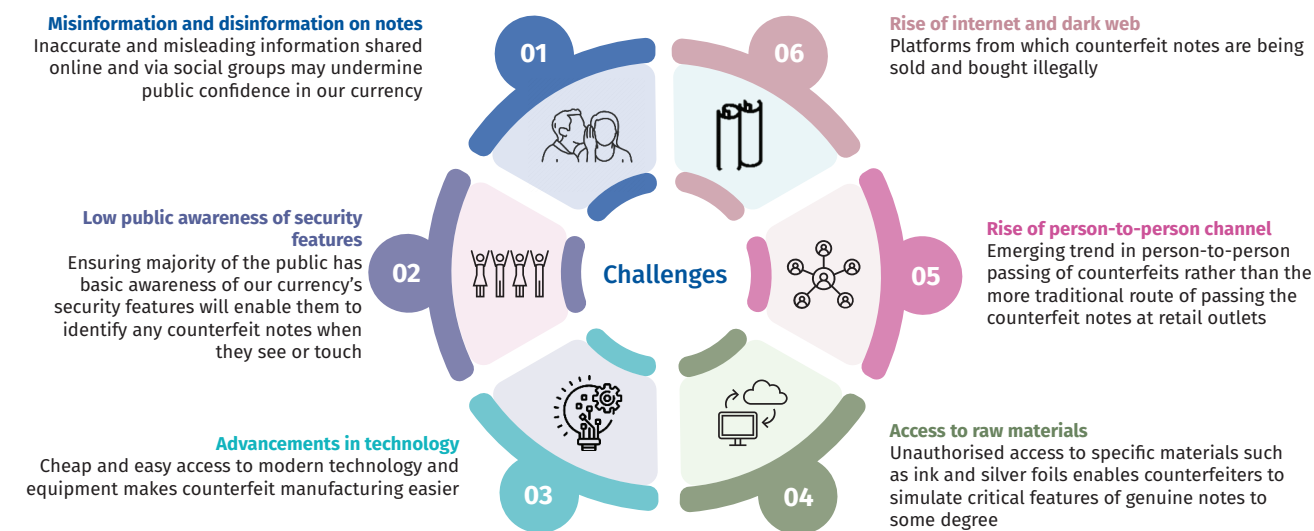 Misinformation and disinformation on notes
Inaccurate and misleading information shared
online and via social groups may undermine
public confidence in our currency
01
Low public awareness of security
features
Ensuring majority of the public has
basic awareness of our currency's
security features will enable them to
identify any counterfeit notes when
they see or touch
02
Advancements in technology
Cheap and easy access to modern technology and
equipment makes counterfeit manufacturing easier
03
Challenges
04
Access to raw materials
Unauthorised access to specific materials such
as ink and silver foils enables counterfeiters to
simulate critical features of genuine notes to
some degree
05
Rise of person-to-person channel
Emerging trend in person-to-person
passing of counterfeits rather than the
more traditional route of passing the
counterfeit notes at retail outlets
06
Rise of internet and dark web
Platforms from which counterfeit notes are being
sold and bought illegally